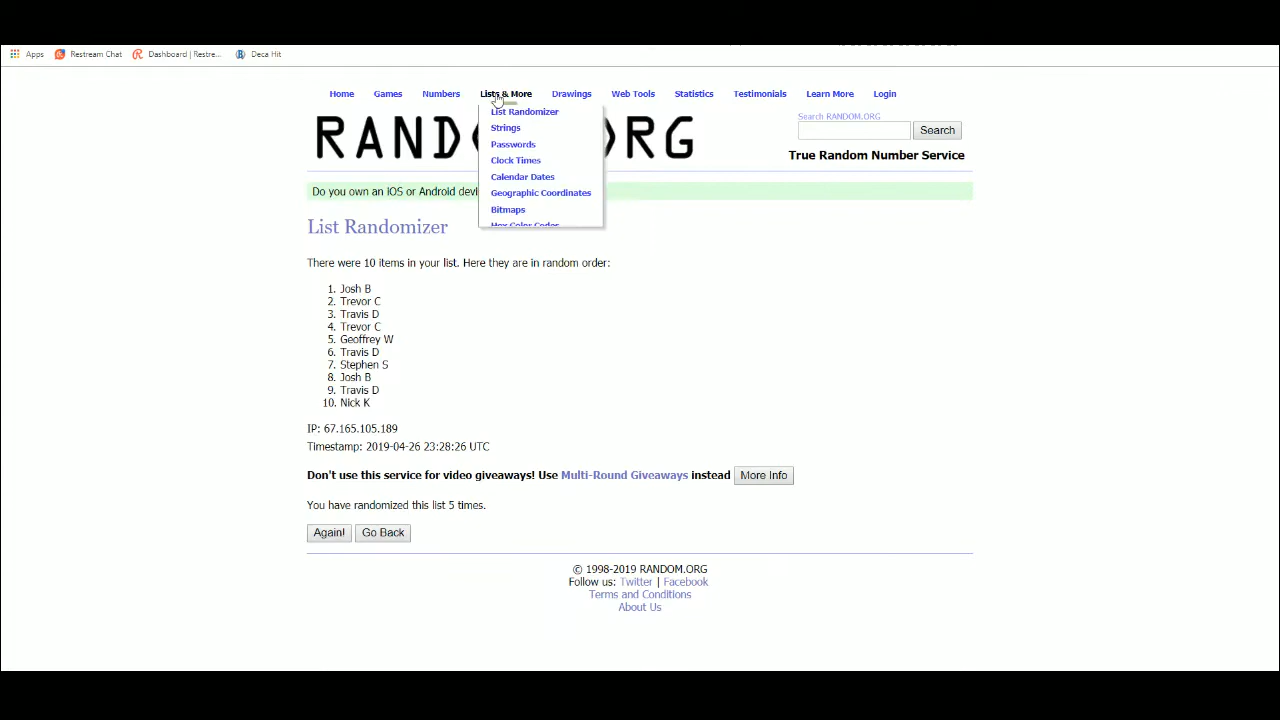 Apps Restream Chat Dashboard | Restre... Deca Hit
Home Games Numbers Lists & More Drawings Web Tools Statistics Testimonials Learn More Login
List Randomizer
Strings
Passwords
Clock Times
Calendar Dates
Geographic Coordinates
Bitmaps
Hex Color Codes
Search RANDOM.ORG
Search
True Random Number Service
Do you own an iOS or Android devi
List Randomizer
There were 10 items in your list. Here they are in random order:
1. Josh B
2. Trevor C
3. Travis D
4. Trevor C
5. Geoffrey W
6. Travis D
7. Stephen S
8. Josh B
9. Travis D
10. Nick K
IP: 67.165.105.189
Timestamp: 2019-04-26 23:28:26 UTC
Don't use this service for video giveaways! Use Multi-Round Giveaways instead More Info
You have randomized this list 5 times.
Again! Go Back
© 1998-2019 RANDOM.ORG
Follow us: Twitter | Facebook
Terms and Conditions
About Us